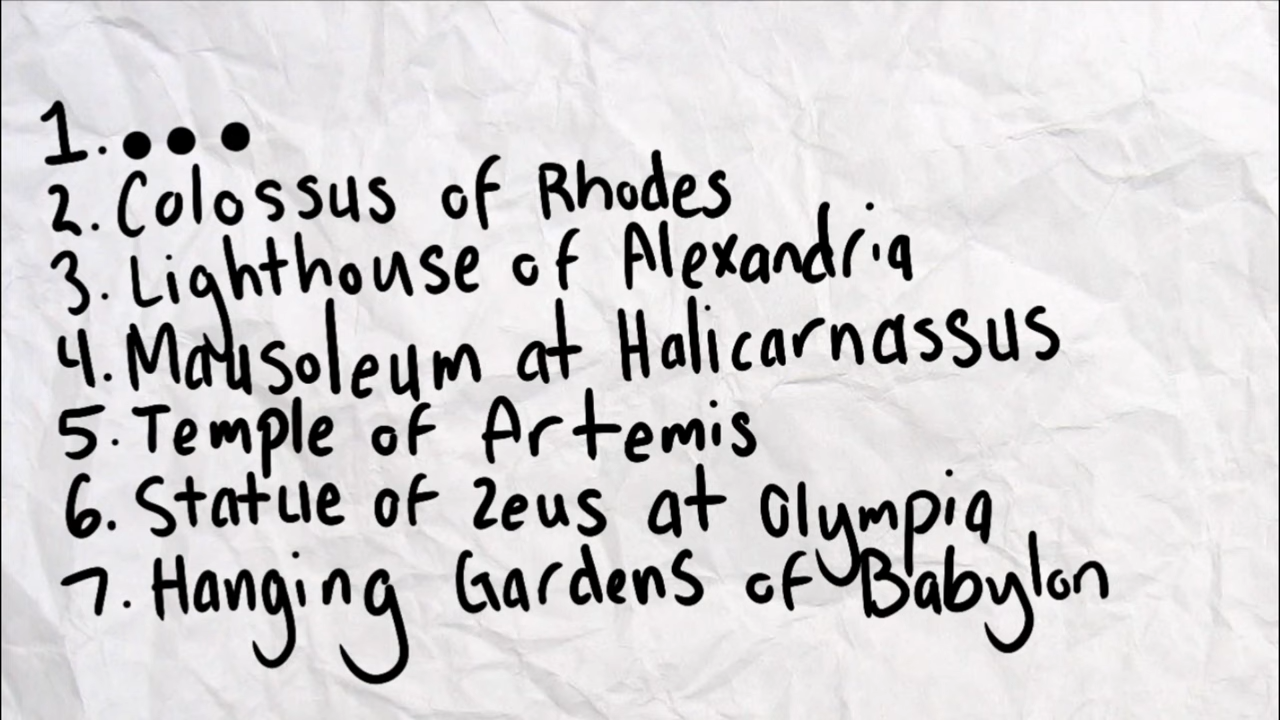 1. •••
2. Colossus of Rhodes
3. Lighthouse of Alexandria
4. Mausoleum at Halicarnassus
5. Temple of Artemis
6. Statue of Zeus at Olympia
7. Hanging Gardens of Babylon